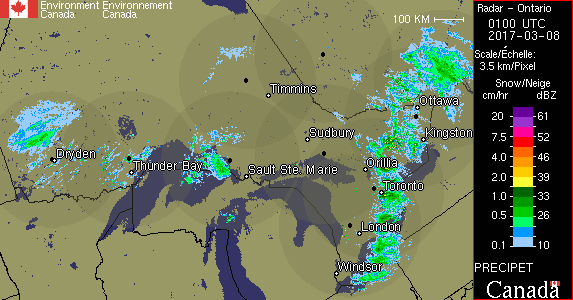 Environment Environnement
Canada Canada
100 KM
Timmins
Ottawa
Sudbury
Kingston
Dryden
Thunder Bay
Sault Ste. Marie
Orillia
Toronto
London
Windsor
Radar - Ontario
0100 UTC
2017-03-08
Scale/Échelle:
3.5 km/Pixel
Snow/Neige
cm/hr dBZ
20 61
7.5 52
4.0 46
2.0 39
1.0 33
0.5 26
0.1 10
PRECIPET
Canada